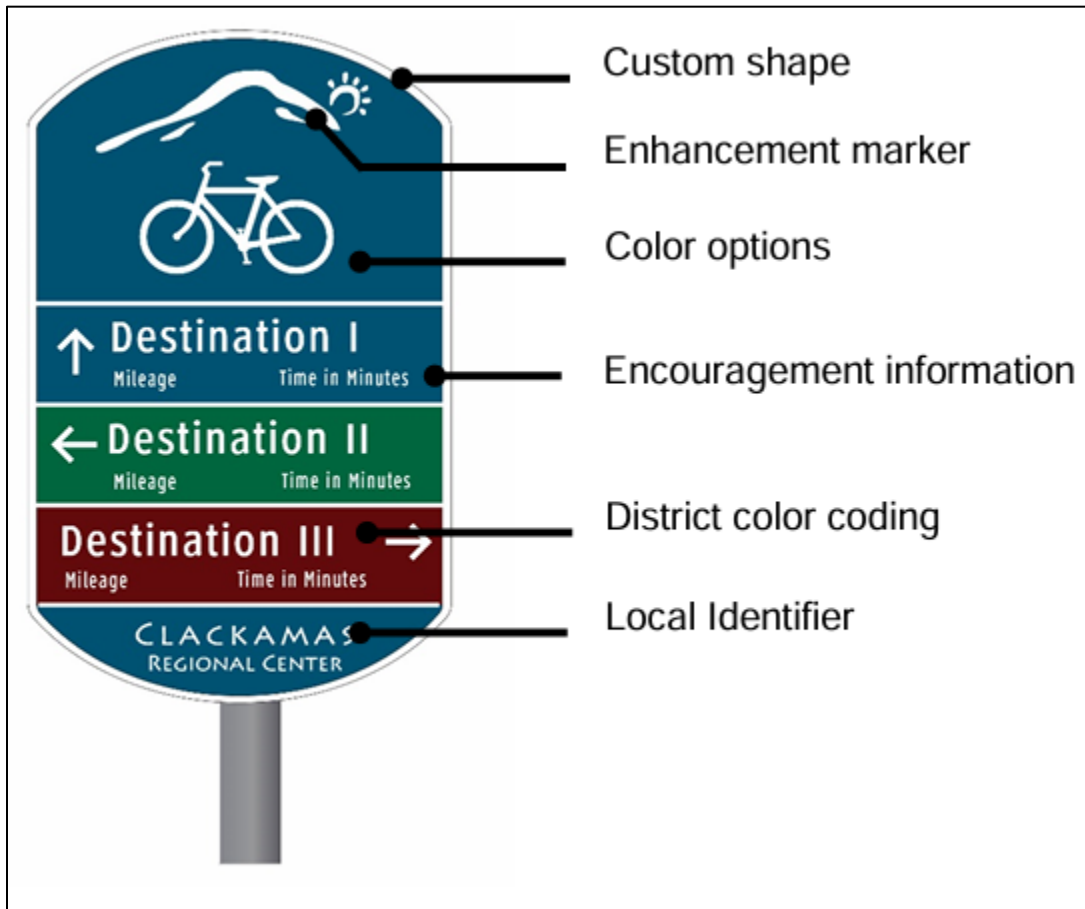 Custom shape
Enhancement marker
Color options
Destination I
Mileage Time in Minutes
Encouragement information
Destination II
Mileage Time in Minutes
Destination III
Mileage Time in Minutes
District color coding
CLACKAMAS
REGIONAL CENTER
Local Identifier